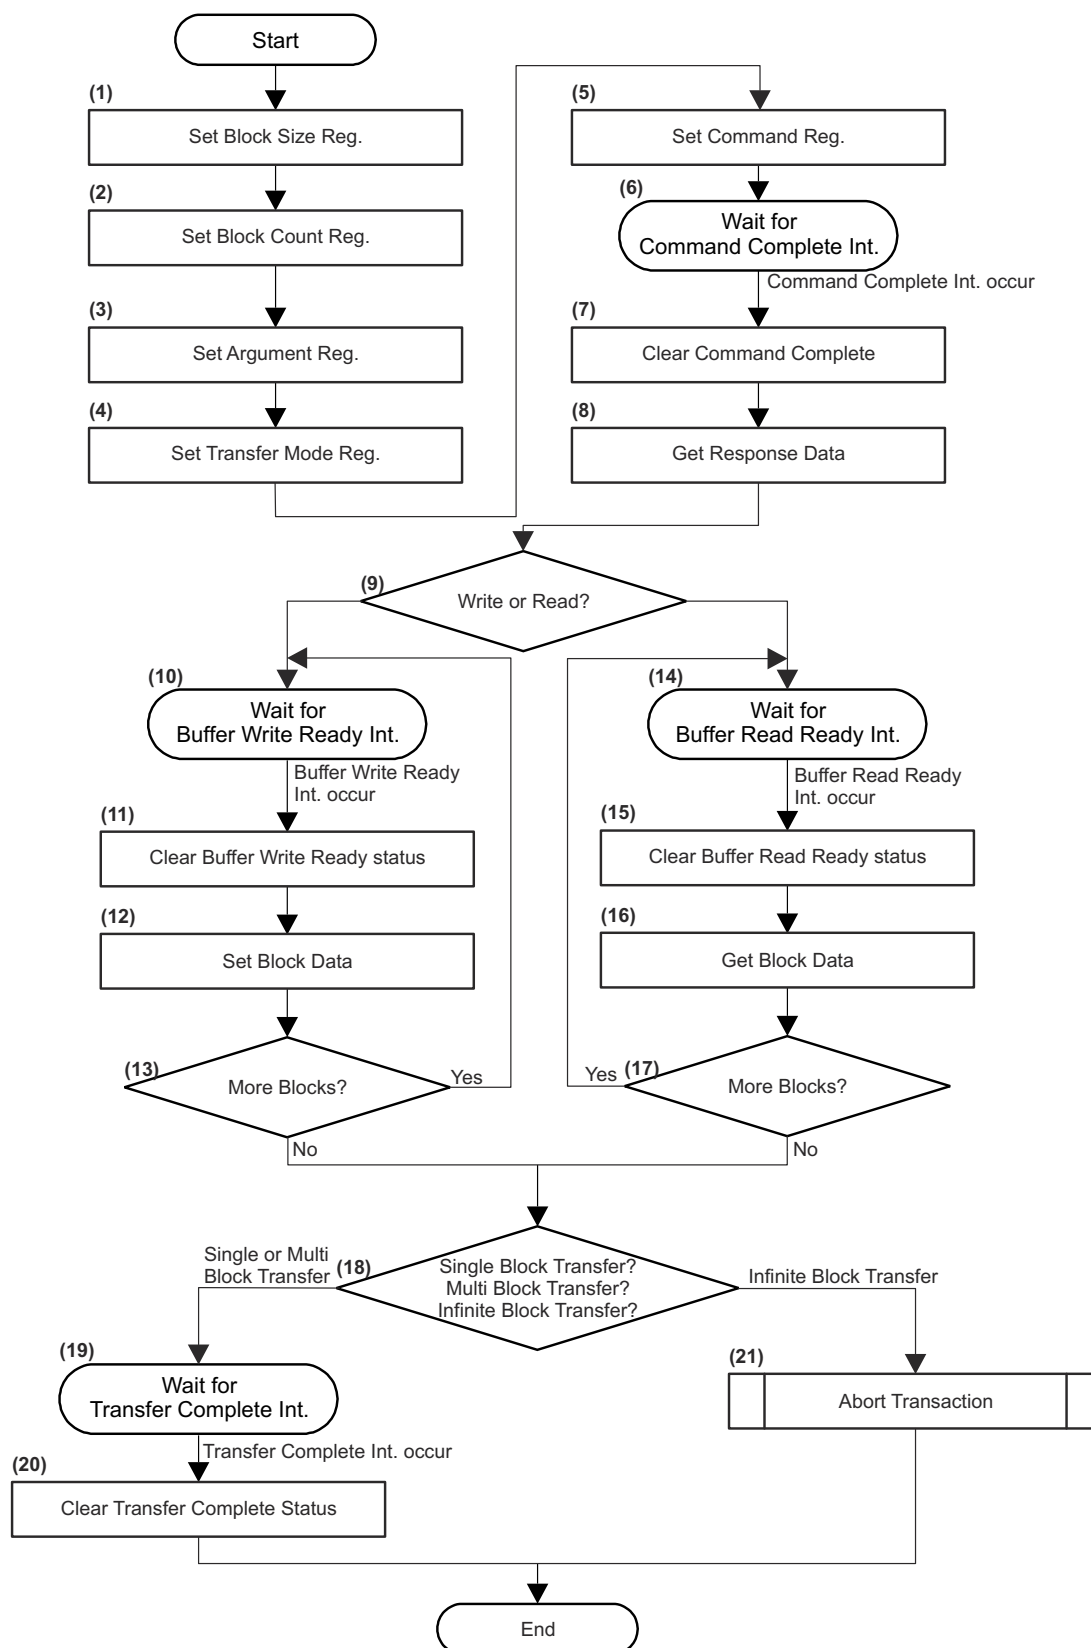 Start
(1)
Set Block Size Reg.
(2)
Set Block Count Reg.
(3)
Set Argument Reg.
(4)
Set Transfer Mode Reg.
(5)
Set Command Reg.
(6)
Wait for
Command Complete Int.
Command Complete Int. occur
(7)
Clear Command Complete
(8)
Get Response Data
(9)
Write or Read?
(10)
Wait for
Buffer Write Ready Int.
Buffer Write Ready
Int. occur
(11)
Clear Buffer Write Ready status
(12)
Set Block Data
(13)
More Blocks?
Yes
No
(14)
Wait for
Buffer Read Ready Int.
Buffer Read Ready
Int. occur
(15)
Clear Buffer Read Ready status
(16)
Get Block Data
(17)
More Blocks?
Yes
No
(18)
Single Block Transfer?
Multi Block Transfer?
Infinite Block Transfer?
Single or Multi
Block Transfer
Infinite Block Transfer
(19)
Wait for
Transfer Complete Int.
Transfer Complete Int. occur
(20)
Clear Transfer Complete Status
(21)
Abort Transaction
End